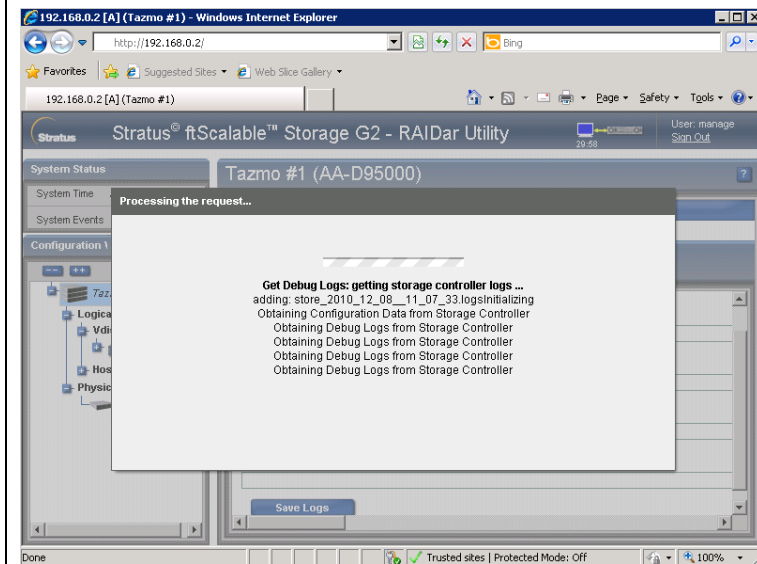 192.168.0.2 [A] (Tazmo #1) - Windows Internet Explorer
http://192.168.0.2/
Bing
Favorites
Suggested Sites
Web Slice Gallery
192.168.0.2 [A] (Tazmo #1)
Page
Safety
Tools
Stratus
Stratus® ftScalable™ Storage G2 - RAIDar Utility
29:58
User: manage
Sign Out
System Status
Tazmo #1 (AA-D95000)
System Time
System Events
Processing the request...
Configuration
Get Debug Logs: getting storage controller logs ...
adding: store_2010_12_08__11_07_33.logsInitializing
Obtaining Configuration Data from Storage Controller
Obtaining Debug Logs from Storage Controller
Obtaining Debug Logs from Storage Controller
Obtaining Debug Logs from Storage Controller
Obtaining Debug Logs from Storage Controller
Taz
Logica
Vdi
Hos
Physic
Save Logs
Done
Trusted sites | Protected Mode: Off
100%